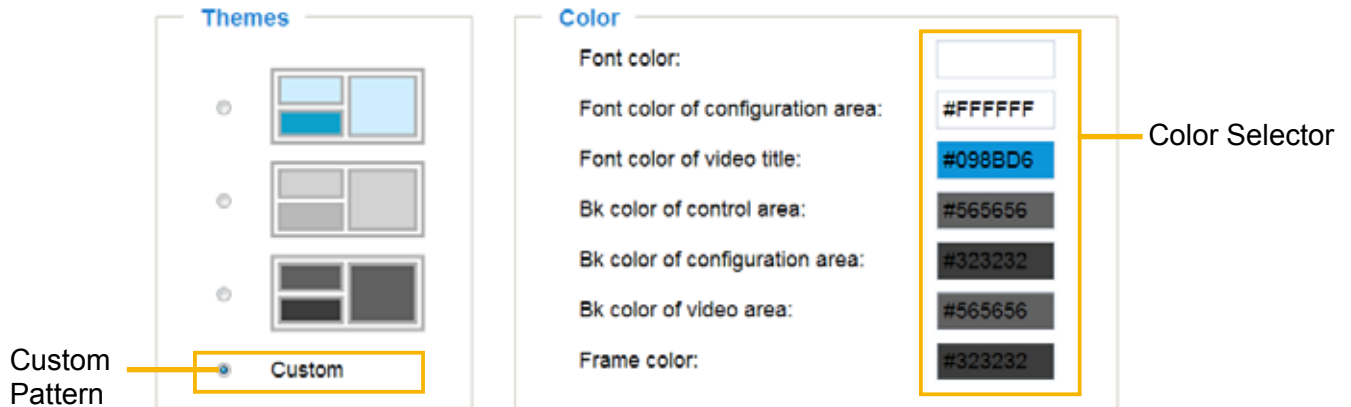 Themes
Custom
Color
Font color:
Font color of configuration area: #FFFFFF
Font color of video title: #098BD6
Bk color of control area: #565656
Bk color of configuration area: #323232
Bk color of video area: #565656
Frame color: #323232
Color Selector
Custom
Pattern